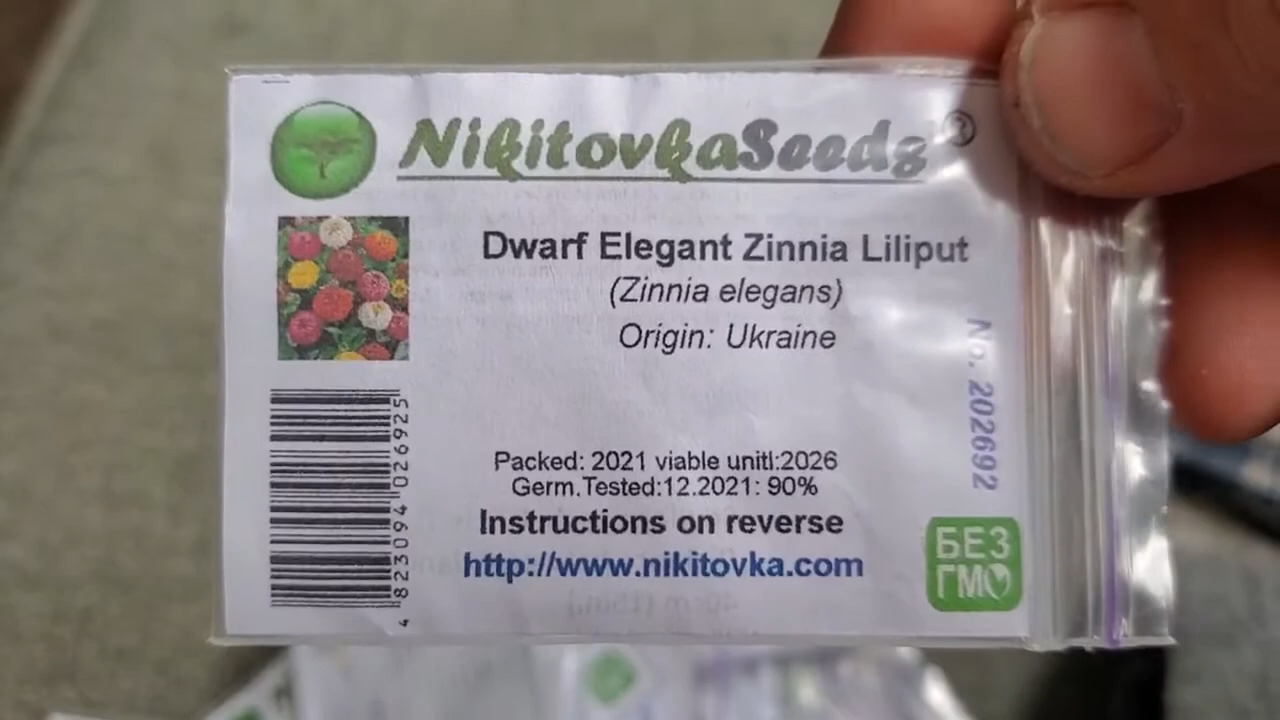 NikitovkaSeeds®
Dwarf Elegant Zinnia Liliput
(Zinnia elegans)
Origin: Ukraine
No. 202692
4 823094 026925
Packed: 2021 viable unitl:2026
Germ.Tested:12.2021: 90%
Instructions on reverse
http://www.nikitovka.com
БЕЗ
ГМО